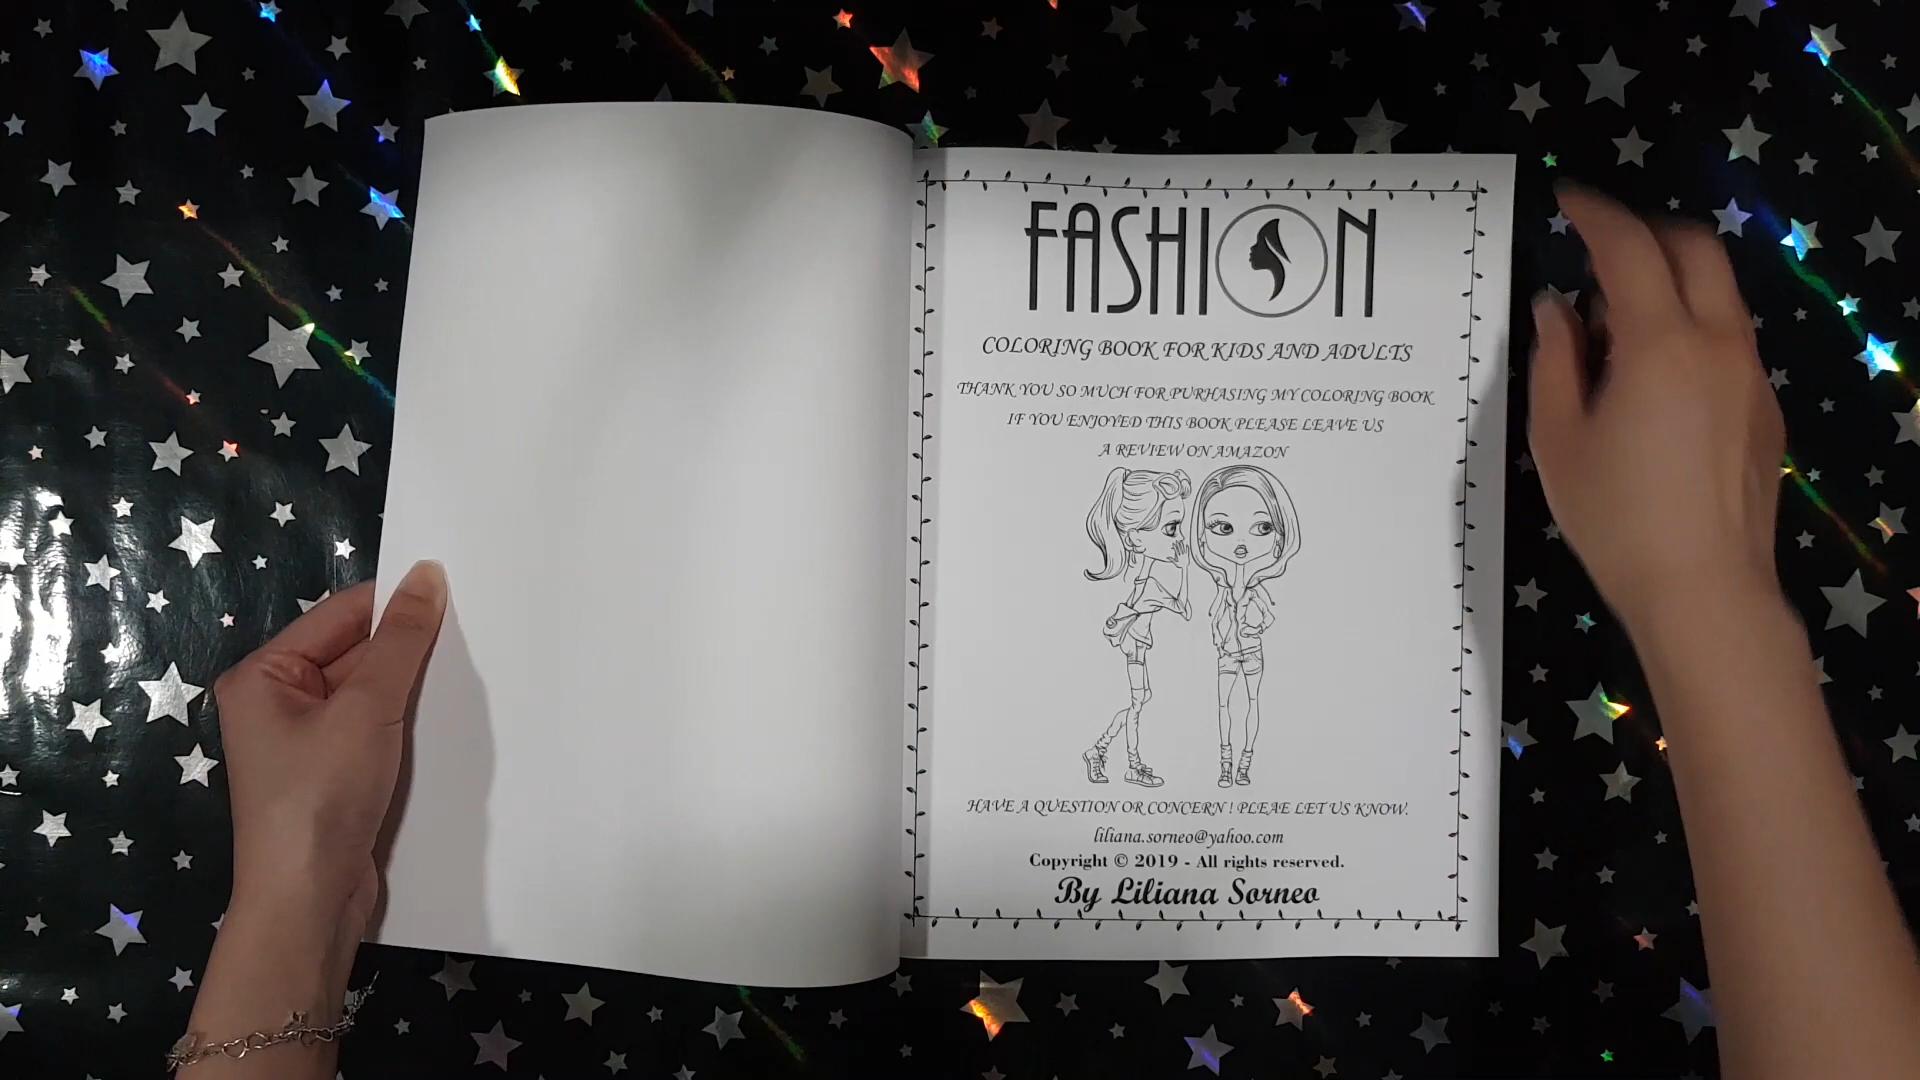 FASHION
COLORING BOOK FOR KIDS AND ADULTS
THANK YOU SO MUCH FOR PURHASING MY COLORING BOOK
IF YOU ENJOYED THIS BOOK PLEASE LEAVE US
A REVIEW ON AMAZON
HAVE A QUESTION OR CONCERN ! PLEAE LET US KNOW.
liliana.sorneo@yahoo.com
Copyright © 2019 - All rights reserved.
By Liliana Sorneo